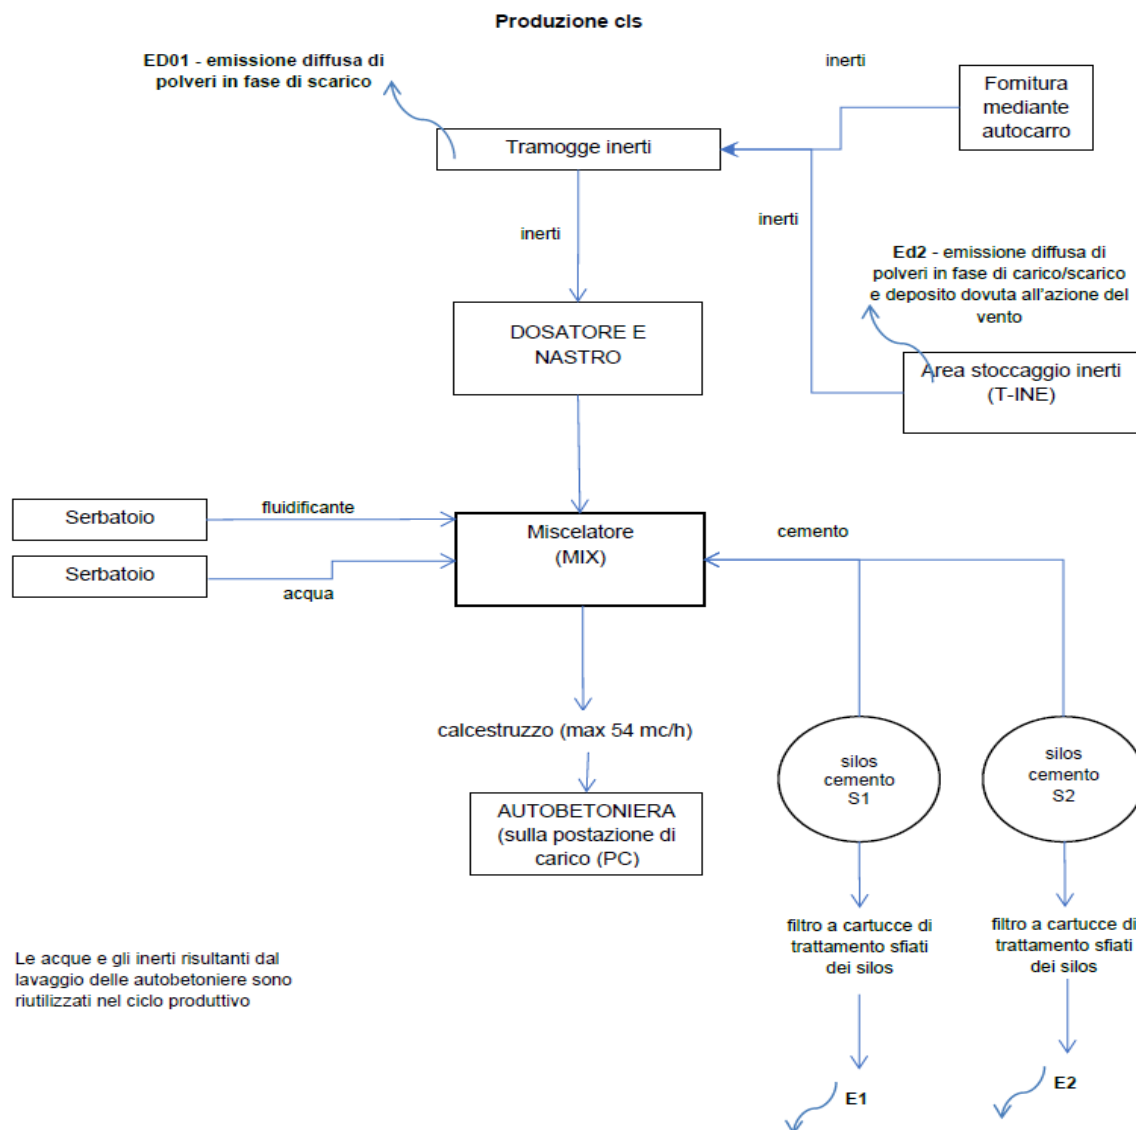 Produzione cls
ED01 - emissione diffusa di
polveri in fase di scarico
inerti
Fornitura
mediante
autocarro
Tramogge inerti
inerti
inerti
Ed2 - emissione diffusa di
polveri in fase di carico/scarico
e deposito dovuta all'azione del
vento
DOSATORE E
NASTRO
Area stoccaggio inerti
(T-INE)
Serbatoio
fluidificante
Miscelatore
(MIX)
cemento
Serbatoio
acqua
calcestruzzo (max 54 mc/h)
silos
cemento
S1
silos
cemento
S2
AUTOBETONIERA
(sulla postazione di
carico (PC)
filtro a cartucce di
trattamento sfiati
dei silos
filtro a cartucce di
trattamento sfiati
dei silos
Le acque e gli inerti risultanti dal
lavaggio delle autobetoniere sono
riutilizzati nel ciclo produttivo
E1
E2